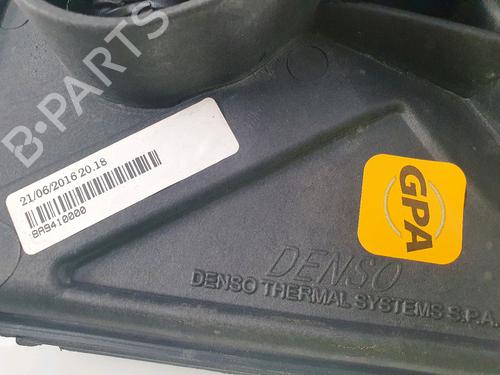 B-PARTS
21/06/2016 20.18
8A9410000
GPA
DENSO
DENSO THERMAL SYSTEMS S.P.A.